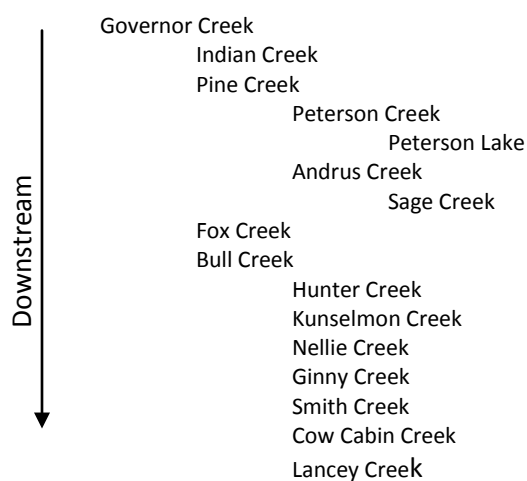 Governor Creek
Indian Creek
Pine Creek
Peterson Creek
Peterson Lake
Andrus Creek
Sage Creek
Fox Creek
Bull Creek
Hunter Creek
Kunselmon Creek
Nellie Creek
Ginny Creek
Smith Creek
Cow Cabin Creek
Lancey Creek
Downstream